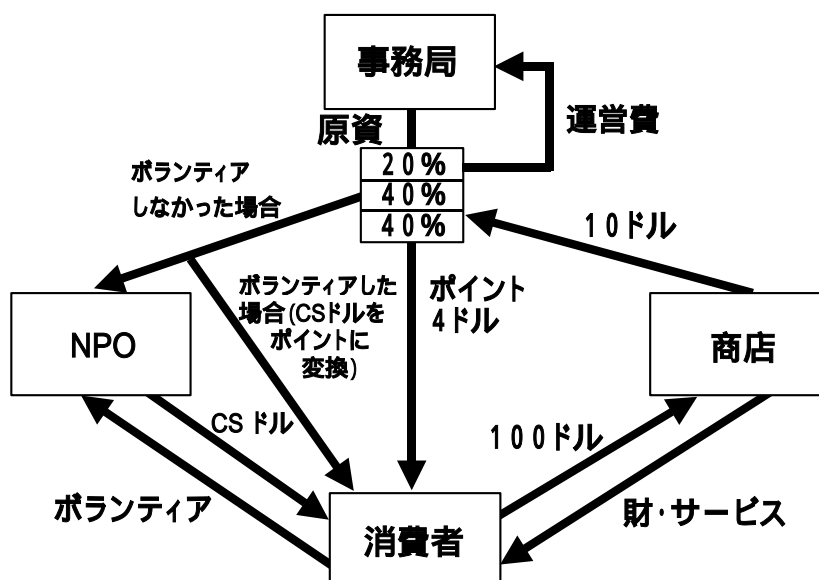 事務局
原資
運営費
20%
40%
40%
ボランティア
しなかった場合
10ドル
ボランティアした
場合(CSドルを
ポイントに
変換)
ポイント
4ドル
NPO
商店
CSドル
100ドル
ボランティア
財・サービス
消費者